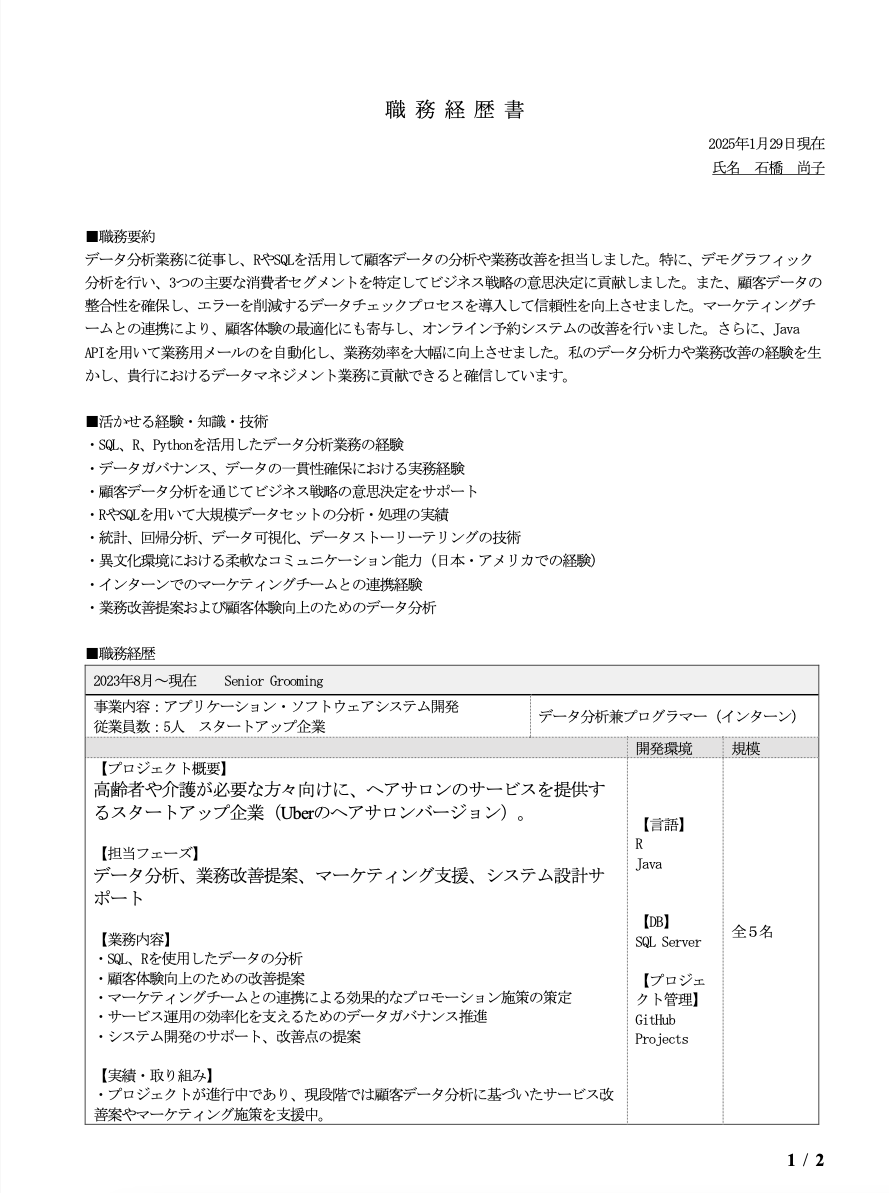 職務経歴書
2025年1月29日現在
氏名　石橋　尚子
■職務要約
データ分析業務に従事し、RやSQLを活用して顧客データの分析や業務改善を担当しました。特に、デモグラフィック
分析を行い、3つの主要な消費者セグメントを特定してビジネス戦略の意思決定に貢献しました。また、顧客データの
整合性を確保し、エラーを削減するデータチェックプロセスを導入して信頼性を向上させました。マーケティングチ
ームとの連携により、顧客体験の最適化にも寄与し、オンライン予約システムの改善を行いました。さらに、Java
APIを用いて業務用メールのを自動化し、業務効率を大幅に向上させました。私のデータ分析力や業務改善の経験を生
かし、貴行におけるデータマネジメント業務に貢献できると確信しています。
■活かせる経験・知識・技術
・SQL、R、Pythonを活用したデータ分析業務の経験
・データガバナンス、データの一貫性確保における実務経験
・顧客データ分析を通じてビジネス戦略の意思決定をサポート
・RやSQLを用いて大規模データセットの分析・処理の実績
・統計、回帰分析、データ可視化、データストーリーテリングの技術
・異文化環境における柔軟なコミュニケーション能力（日本・アメリカでの経験）
・インターンでのマーケティングチームとの連携経験
・業務改善提案および顧客体験向上のためのデータ分析
■職務経歴
2023年8月～現在　　Senior Grooming
事業内容：アプリケーション・ソフトウェアシステム開発
従業員数：5人　スタートアップ企業
データ分析兼プログラマー（インターン）
開発環境
規模
【プロジェクト概要】
高齢者や介護が必要な方々向けに、ヘアサロンのサービスを提供す
るスタートアップ企業（Uberのヘアサロンバージョン）。
【担当フェーズ】
データ分析、業務改善提案、マーケティング支援、システム設計サ
ポート
【業務内容】
・SQL、Rを使用したデータの分析
・顧客体験向上のための改善提案
・マーケティングチームとの連携による効果的なプロモーション施策の策定
・サービス運用の効率化を支えるためのデータガバナンス推進
・システム開発のサポート、改善点の提案
【実績・取り組み】
・プロジェクトが進行中であり、現段階では顧客データ分析に基づいたサービス改
善案やマーケティング施策を支援中。
【言語】
R
Java
【DB】
SQL Server
【プロジェ
クト管理】
GitHub
Projects
全５名
1 / 2